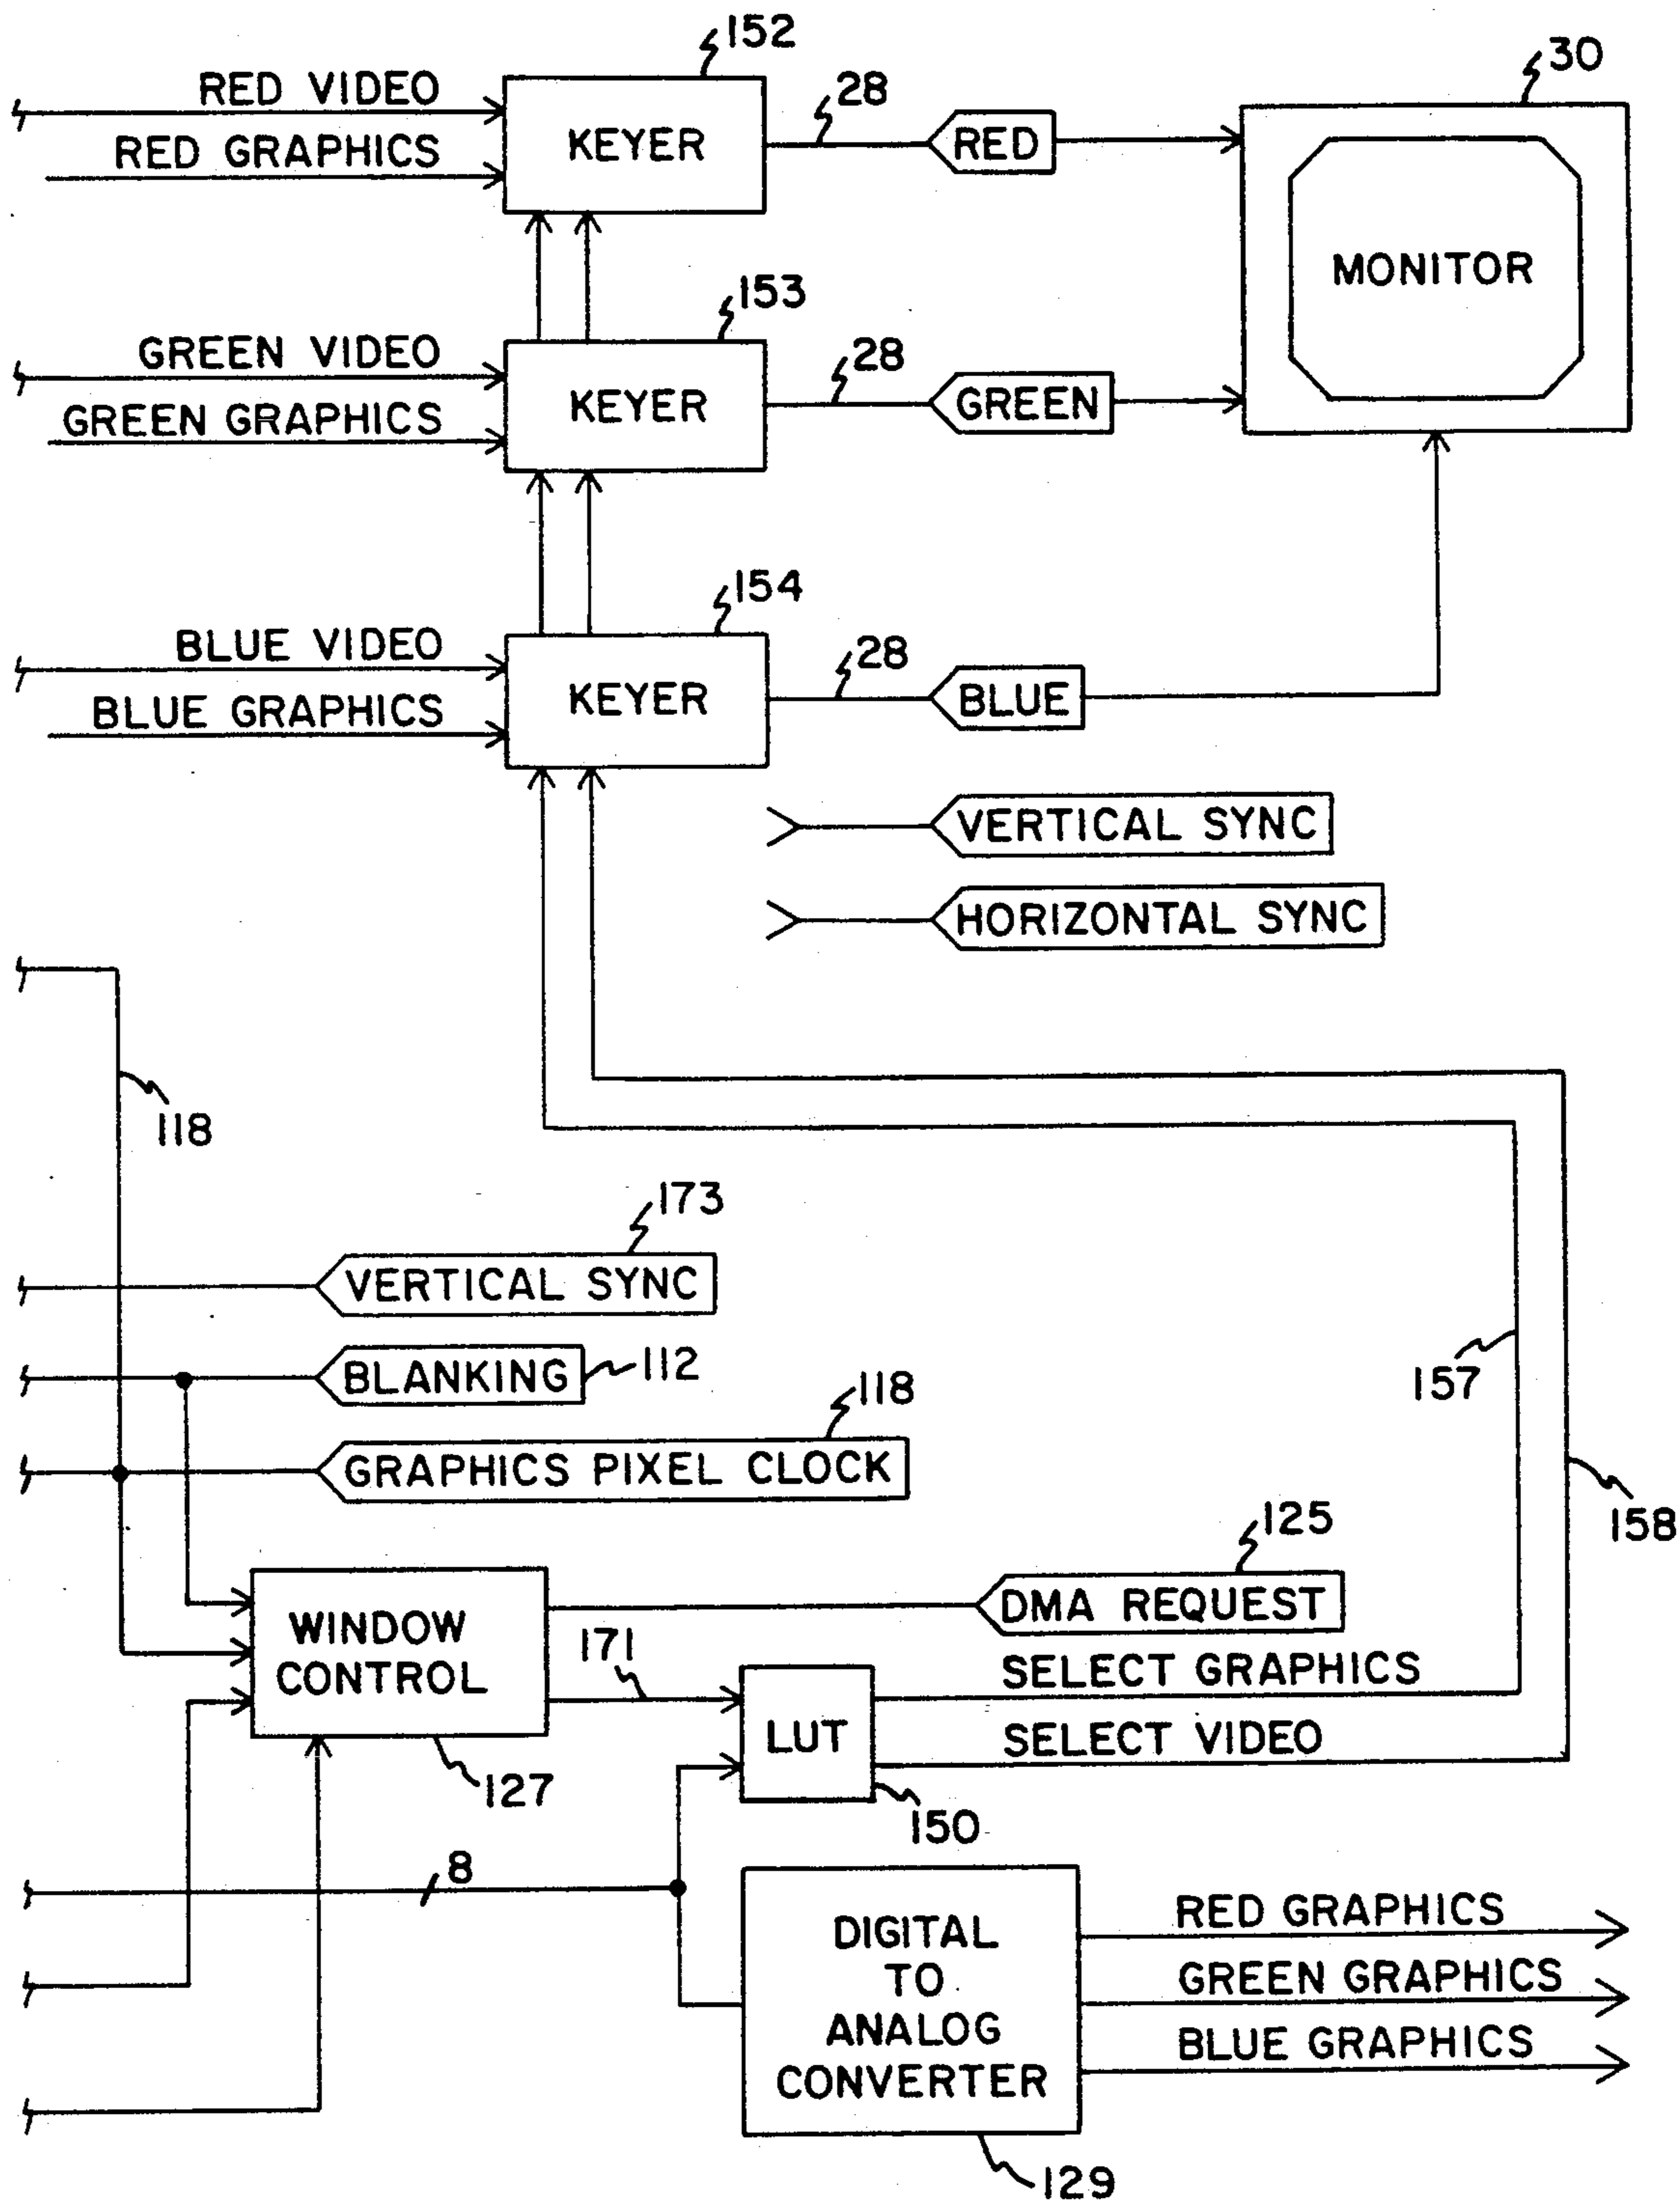 152
RED VIDEO
RED GRAPHICS
KEYER
28
RED
30
MONITOR
153
GREEN VIDEO
GREEN GRAPHICS
KEYER
28
GREEN
154
BLUE VIDEO
BLUE GRAPHICS
KEYER
28
BLUE
VERTICAL SYNC
HORIZONTAL SYNC
118
173
VERTICAL SYNC
BLANKING
112
118
GRAPHICS PIXEL CLOCK
157
158
125
DMA REQUEST
WINDOW
CONTROL
171
127
LUT
SELECT GRAPHICS
SELECT VIDEO
150
8
DIGITAL
TO
ANALOG
CONVERTER
RED GRAPHICS
GREEN GRAPHICS
BLUE GRAPHICS
129